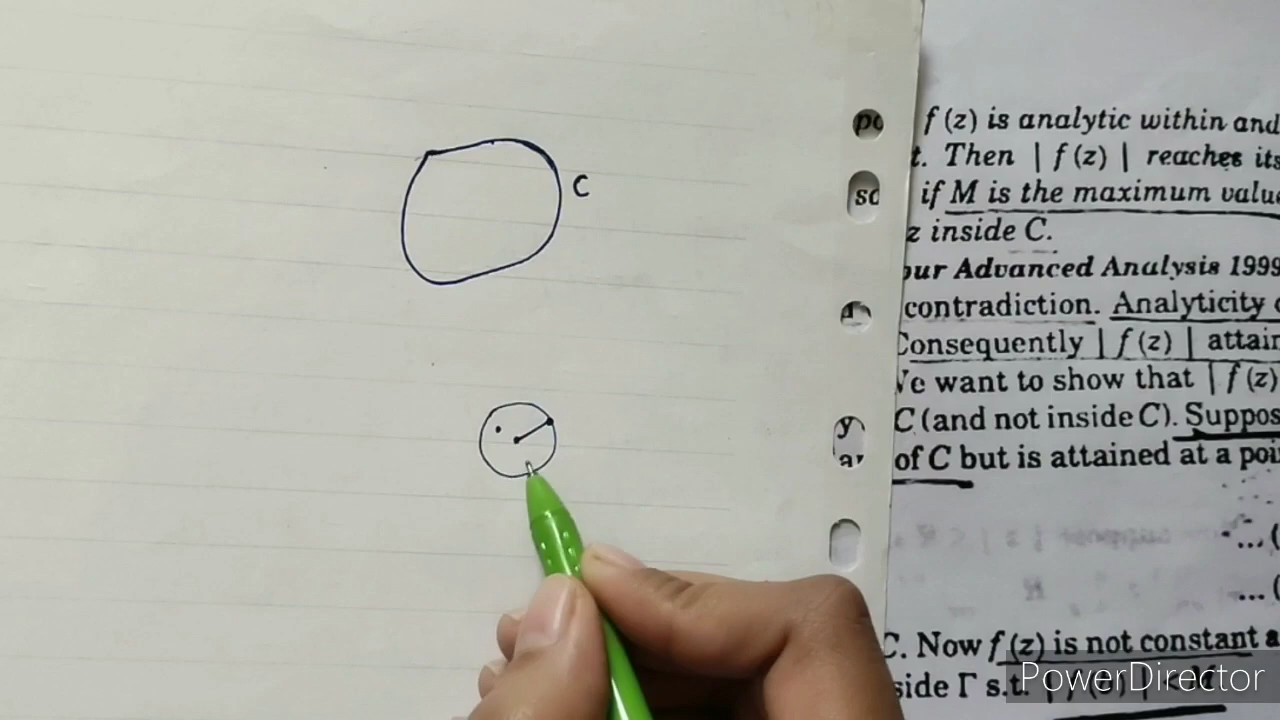 C
f (z) is analytic within and
t. Then | f (z) | reaches its
if M is the maximum valu
z inside C.
our Advanced Analysis 1999
contradiction. Analyticity
Consequently | f (z) | attain
We want to show that | f (z)
C (and not inside C). Suppos
of C but is attained at a poi
... (
... (
C. Now f (z) is not constant a
side Γ s.t.
PowerDirector